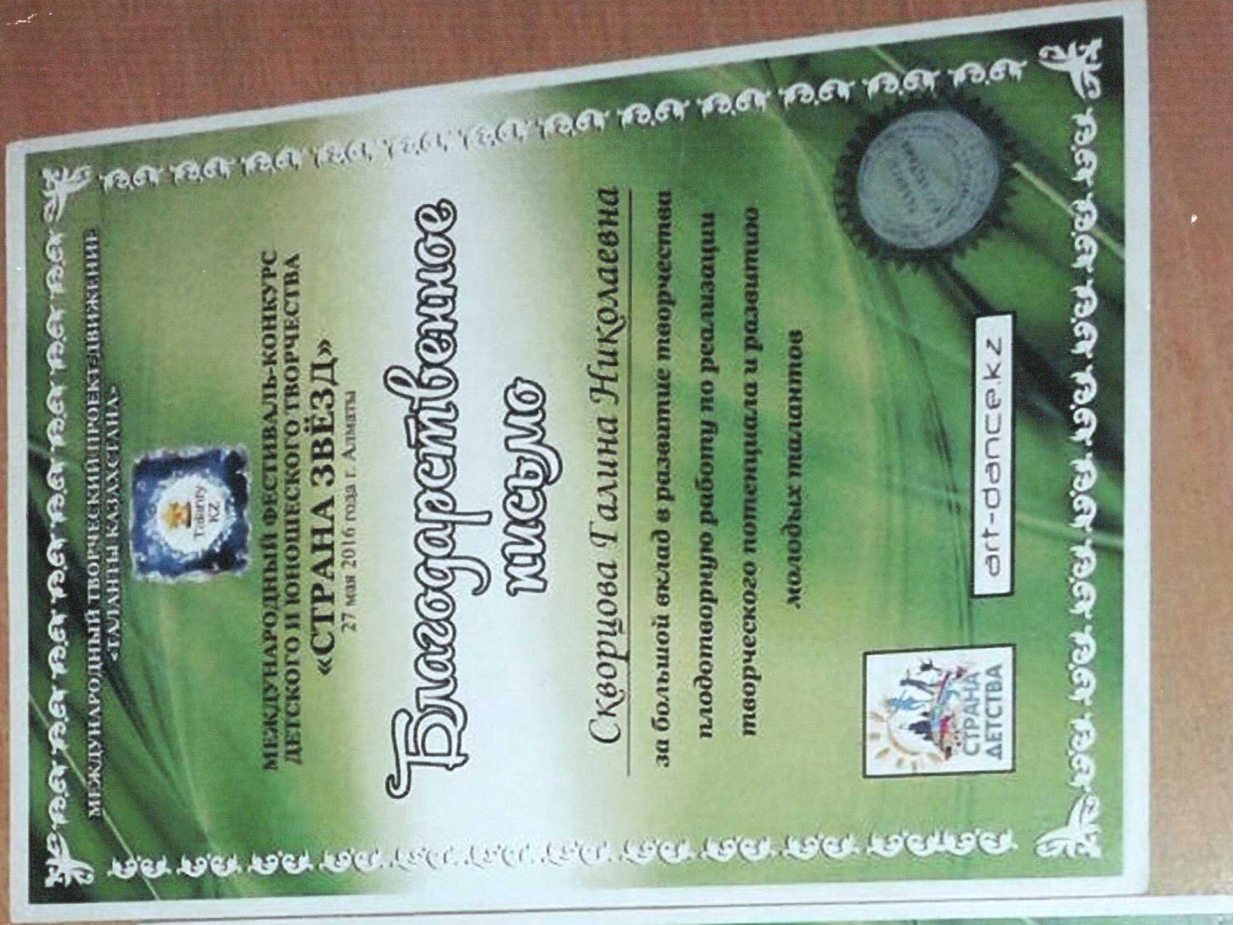 МЕЖДУНАРОДНЫЙ ТВОРЧЕСКИЙ ПРОЕКТ-ДВИЖЕНИЕ
«ТАЛАНТЫ КАЗАХСТАНА»
Talanty
KZ
МЕЖДУНАРОДНЫЙ ФЕСТИВАЛЬ-КОНКУРС
ДЕТСКОГО И ЮНОШЕСКОГО ТВОРЧЕСТВА
«СТРАНА ЗВЁЗД»
27 мая 2016 года г. Алматы
Благодарственное
письмо
Скворцова Галина Николаевна
за большой вклад в развитие творчества
плодотворную работу по реализации
творческого потенциала и развитию
молодых талантов
СТРАНА
ДЕТСТВА
art-dance.kz